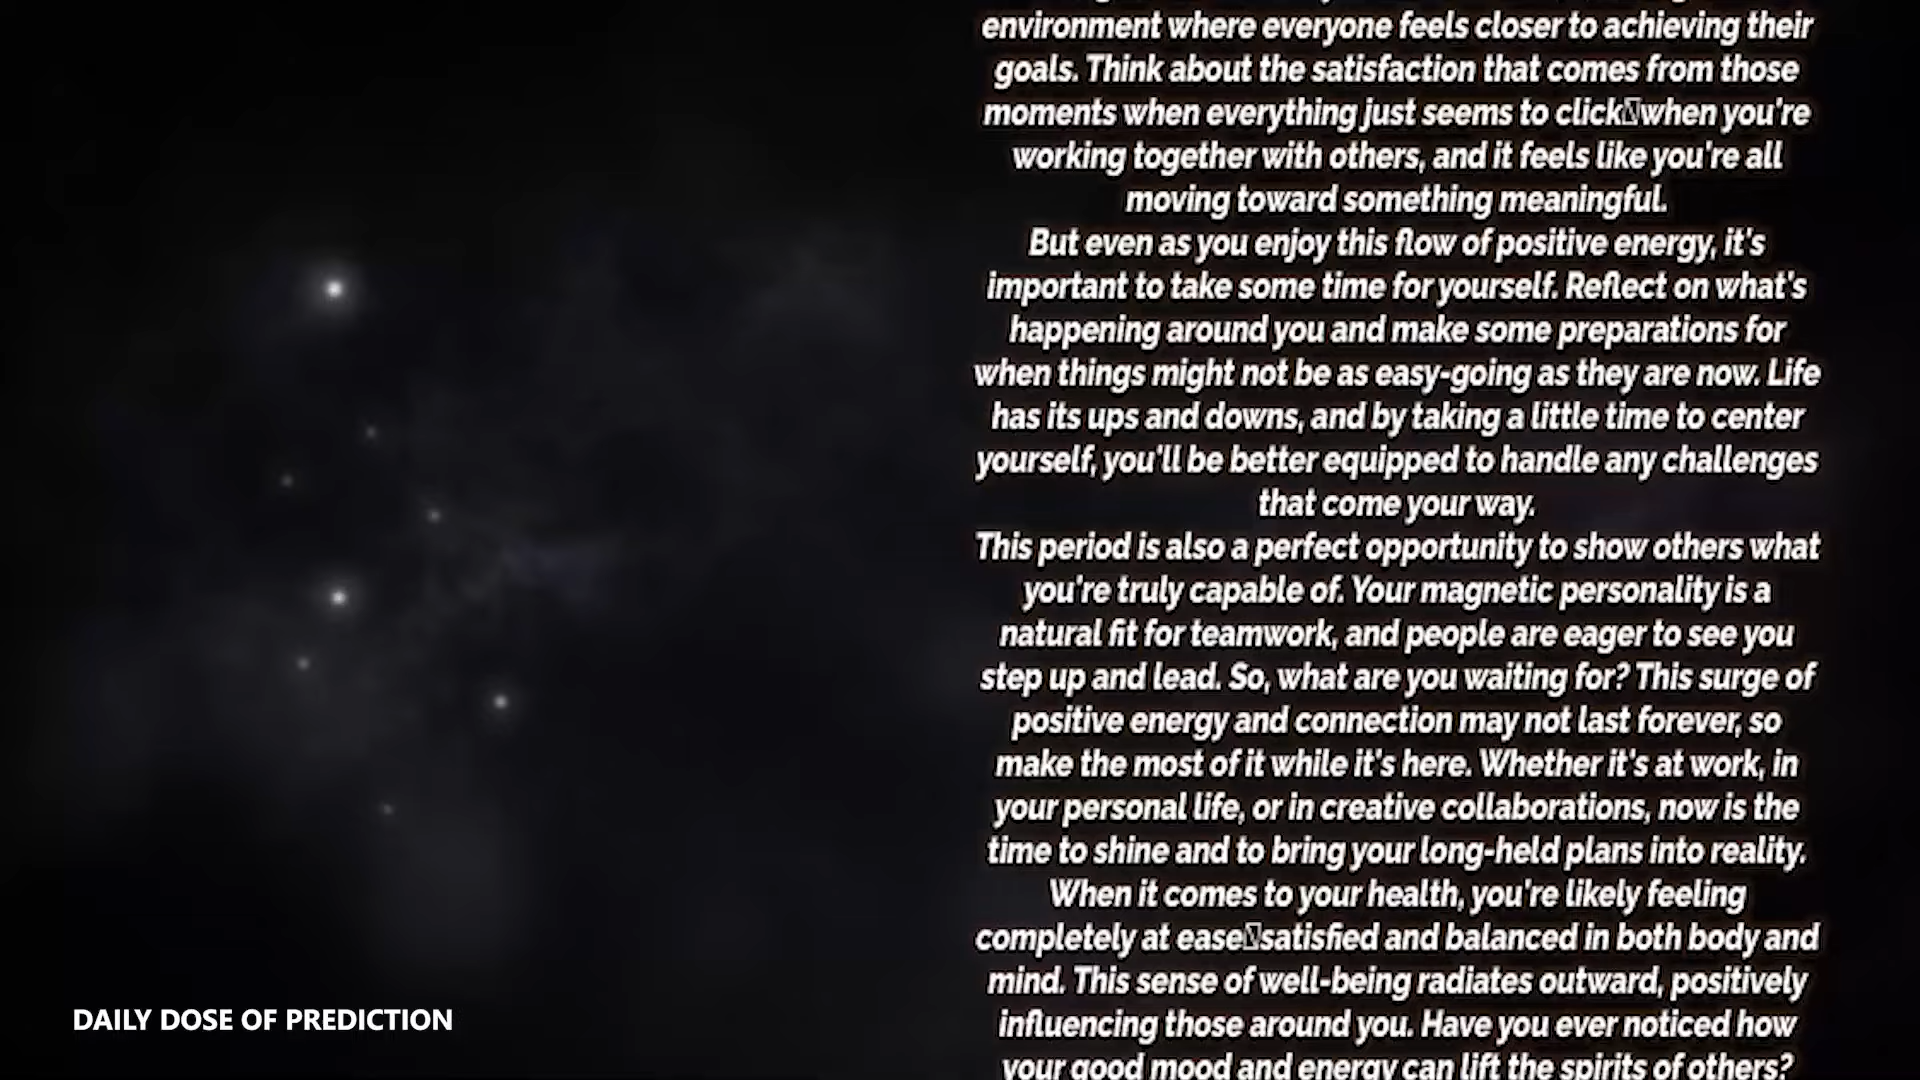 environment where everyone feels closer to achieving their
goals. Think about the satisfaction that comes from those
moments when everything just seems to click▯when you're
working together with others, and it feels like you're all
moving toward something meaningful.
But even as you enjoy this flow of positive energy, it's
important to take some time for yourself. Reflect on what's
happening around you and make some preparations for
when things might not be as easy-going as they are now. Life
has its ups and downs, and by taking a little time to center
yourself, you'll be better equipped to handle any challenges
that come your way.
This period is also a perfect opportunity to show others what
you're truly capable of. Your magnetic personality is a
natural fit for teamwork, and people are eager to see you
step up and lead. So, what are you waiting for? This surge of
positive energy and connection may not last forever, so
make the most of it while it's here. Whether it's at work, in
your personal life, or in creative collaborations, now is the
time to shine and to bring your long-held plans into reality.
When it comes to your health, you're likely feeling
completely at ease▯satisfied and balanced in both body and
mind. This sense of well-being radiates outward, positively
influencing those around you. Have you ever noticed how
your good mood and energy can lift the spirits of others?
DAILY DOSE OF PREDICTION